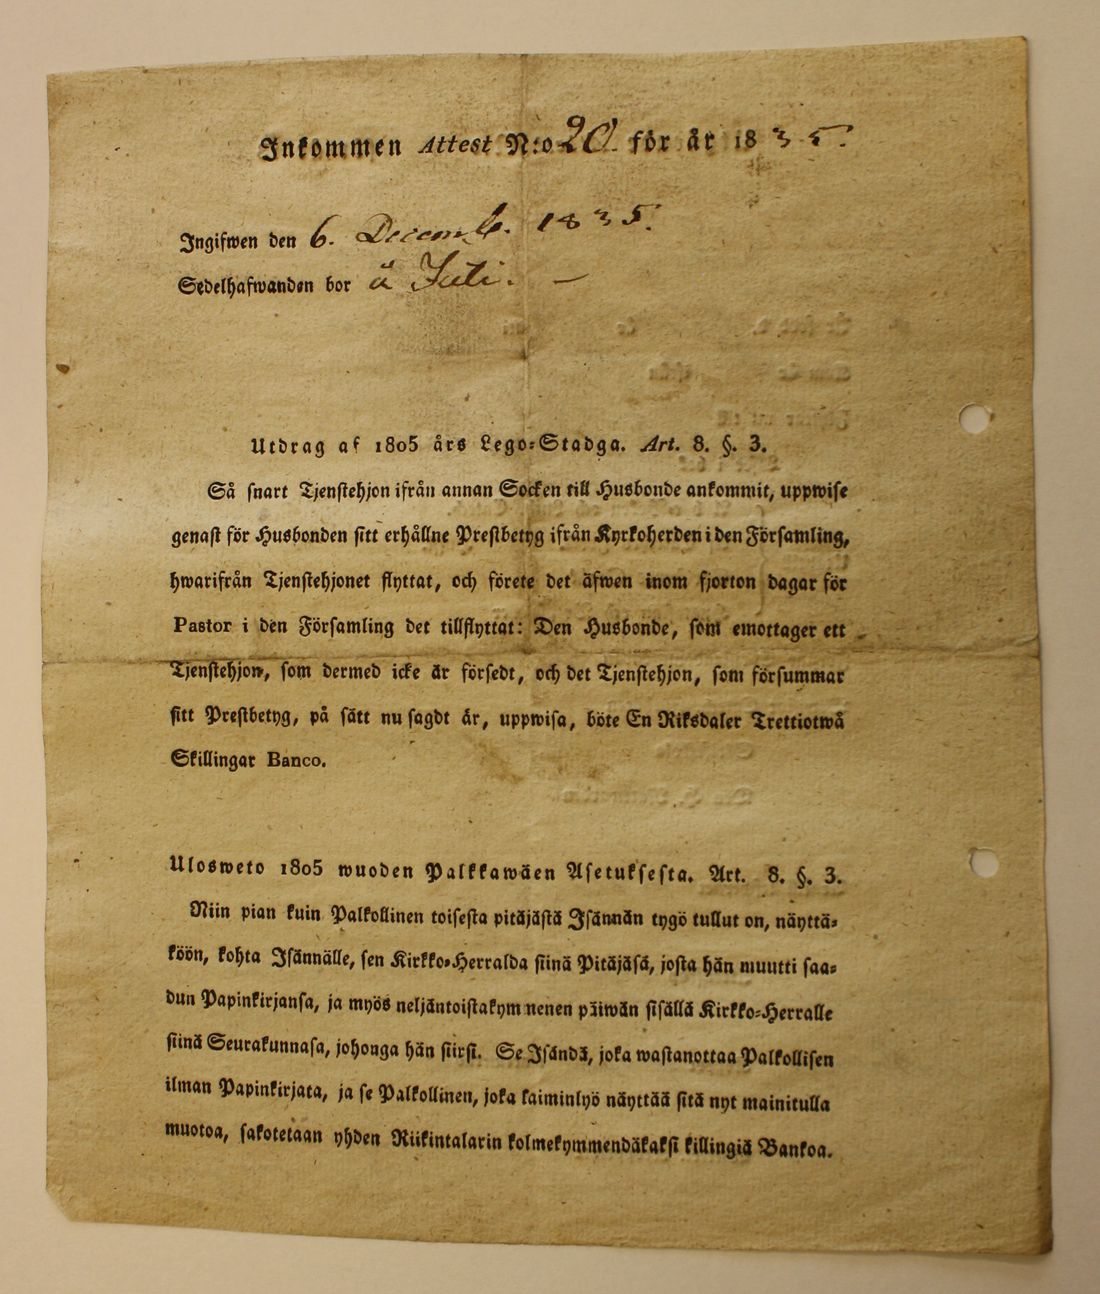 Inkommen Attest N:o 20. för år 1835.
Ingifwen den 6. Decemb. 1835.
Sedelhafwanden bor å Juti. —
Utdrag af 1805 års Lego-Stadga. Art. 8. §. 3.
Så snart Tjenstehjon ifrån annan Socken till Husbonde ankommit, uppwise
genast för Husbonden sitt erhållne Prestbetyg ifrån Kyrkoherden i den Församling,
hwarifrån Tjenstehjonet flyttat, och förete det äfwen inom fjorton dagar för
Pastor i den Församling det tillflyttat: Den Husbonde, som emottager ett
Tjenstehjon, som dermed icke är försedt, och det Tjenstehjon, som försummar
sitt Prestbetyg, på sätt nu sagdt är, uppwisa, böte En Riksdaler Trettiotwå
Skillingar Banco.
Ulosweto 1805 wuoden Palkkawäen Asetuksesta. Art. 8. §. 3.
Niin pian kuin Palkollinen toisesta pitäjästä Isännän tygö tullut on, näyttä-
köön, kohta Isännälle, sen Kirkko-Herralda siinä Pitäjäsä, josta hän muutti saa-
dun Papinkirjansa, ja myös neljäntoistakymmenen päiwän sisällä Kirkko-Herralle
siinä Seurakunnasa, johonga hän siirsi. Se Isändä, joka wastanottaa Palkollisen
ilman Papinkirjata, ja se Palkollinen, joka kaiminlyö näyttää sitä nyt mainitulla
muotoa, sakotetaan yhden Riikintalarin kolmekymmendäkaksi killingiä Bankoa.